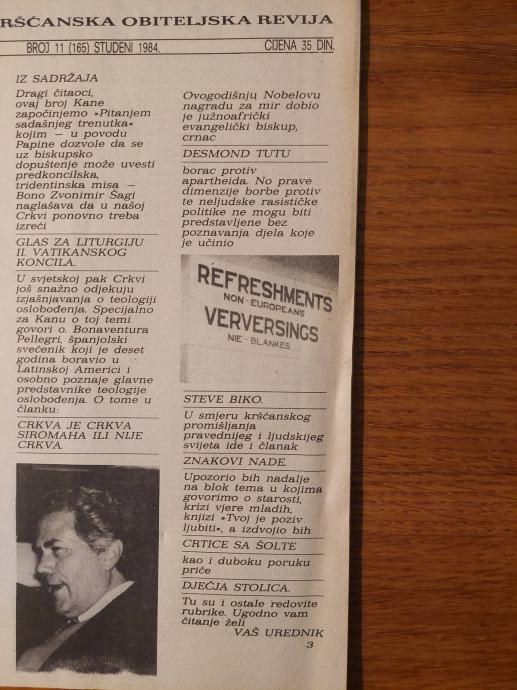 RŠĆANSKA OBITELJSKA REVIJA
BROJ 11 (165) STUDENI 1984.
CIJENA 35 DIN.
IZ SADRŽAJA
Dragi čitaoci,
ovaj broj Kane
započinjemo »Pitanjem
sadašnjeg trenutka«
kojim — u povodu
Papine dozvole da se
uz biskupsko
dopuštenje može uvesti
predkoncilska,
tridentinska misa —
Bono Zvonimir Šagi
naglašava da u našoj
Crkvi ponovno treba
izreći
GLAS ZA LITURGIJU
II. VATIKANSKOG
KONCILA.
U svjetskoj pak Crkvi
još snažno odjekuju
izjašnjavanja o teologiji
oslobođenja. Specijalno
za Kanu o toj temi
govori o. Bonaventura
Pellegri, španjolski
svećenik koji je deset
godina boravio u
Latinskoj Americi i
osobno poznaje glavne
predstavnike teologije
oslobođenja. O tome u
članku:
CRKVA JE CRKVA
SIROMAHA ILI NIJE
CRKVA.
Ovogodišnju Nobelovu
nagradu za mir dobio
je južnoafrički
evangelički biskup,
crnac
DESMOND TUTU
borac protiv
apartheida. No prave
dimenzije borbe protiv
te neljudske rasističke
politike ne mogu biti
predstavljene bez
poznavanja djela koje
je učinio
REFRESHMENTS
NON-EUROPEANS
VERVERSINGS
NIE-BLANKES
STEVE BIKO.
U smjeru kršćanskog
promišljanja
pravednijeg i ljudskijeg
svijeta ide i članak
ZNAKOVI NADE.
Upozorio bih nadalje
na blok tema u kojima
govorimo o starosti,
krizi vjere mladih,
knjizi »Tvoj je poziv
ljubiti«, a izdvojio bih
CRTICE SA ŠOLTE
kao i duboku poruku
priče
DJEČJA STOLICA.
Tu su i ostale redovite
rubrike. Ugodno vam
čitanje želi
VAŠ UREDNIK
3